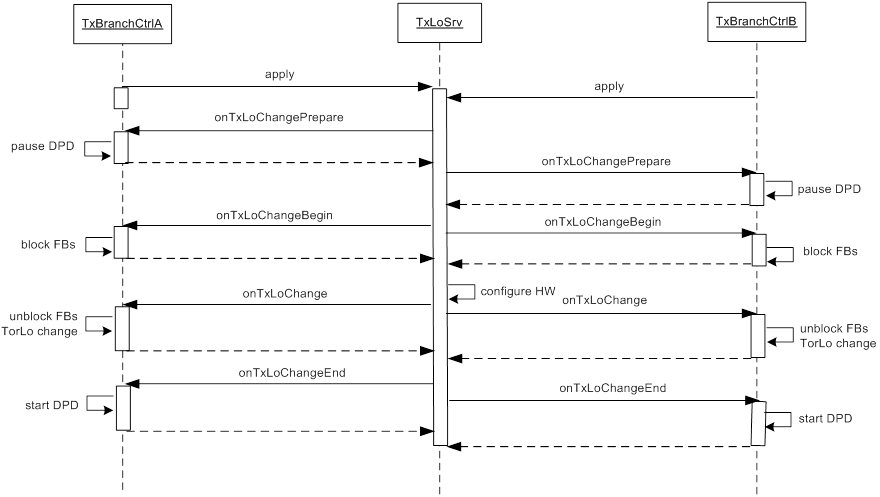 TxBranchCtrlA
TxLoSrv
TxBranchCtrlB
apply
apply
onTxLoChangePrepare
pause DPD
onTxLoChangePrepare
pause DPD
onTxLoChangeBegin
onTxLoChangeBegin
block FBs
block FBs
configure HW
onTxLoChange
onTxLoChange
unblock FBs
TorLo change
unblock FBs
TorLo change
onTxLoChangeEnd
onTxLoChangeEnd
start DPD
start DPD